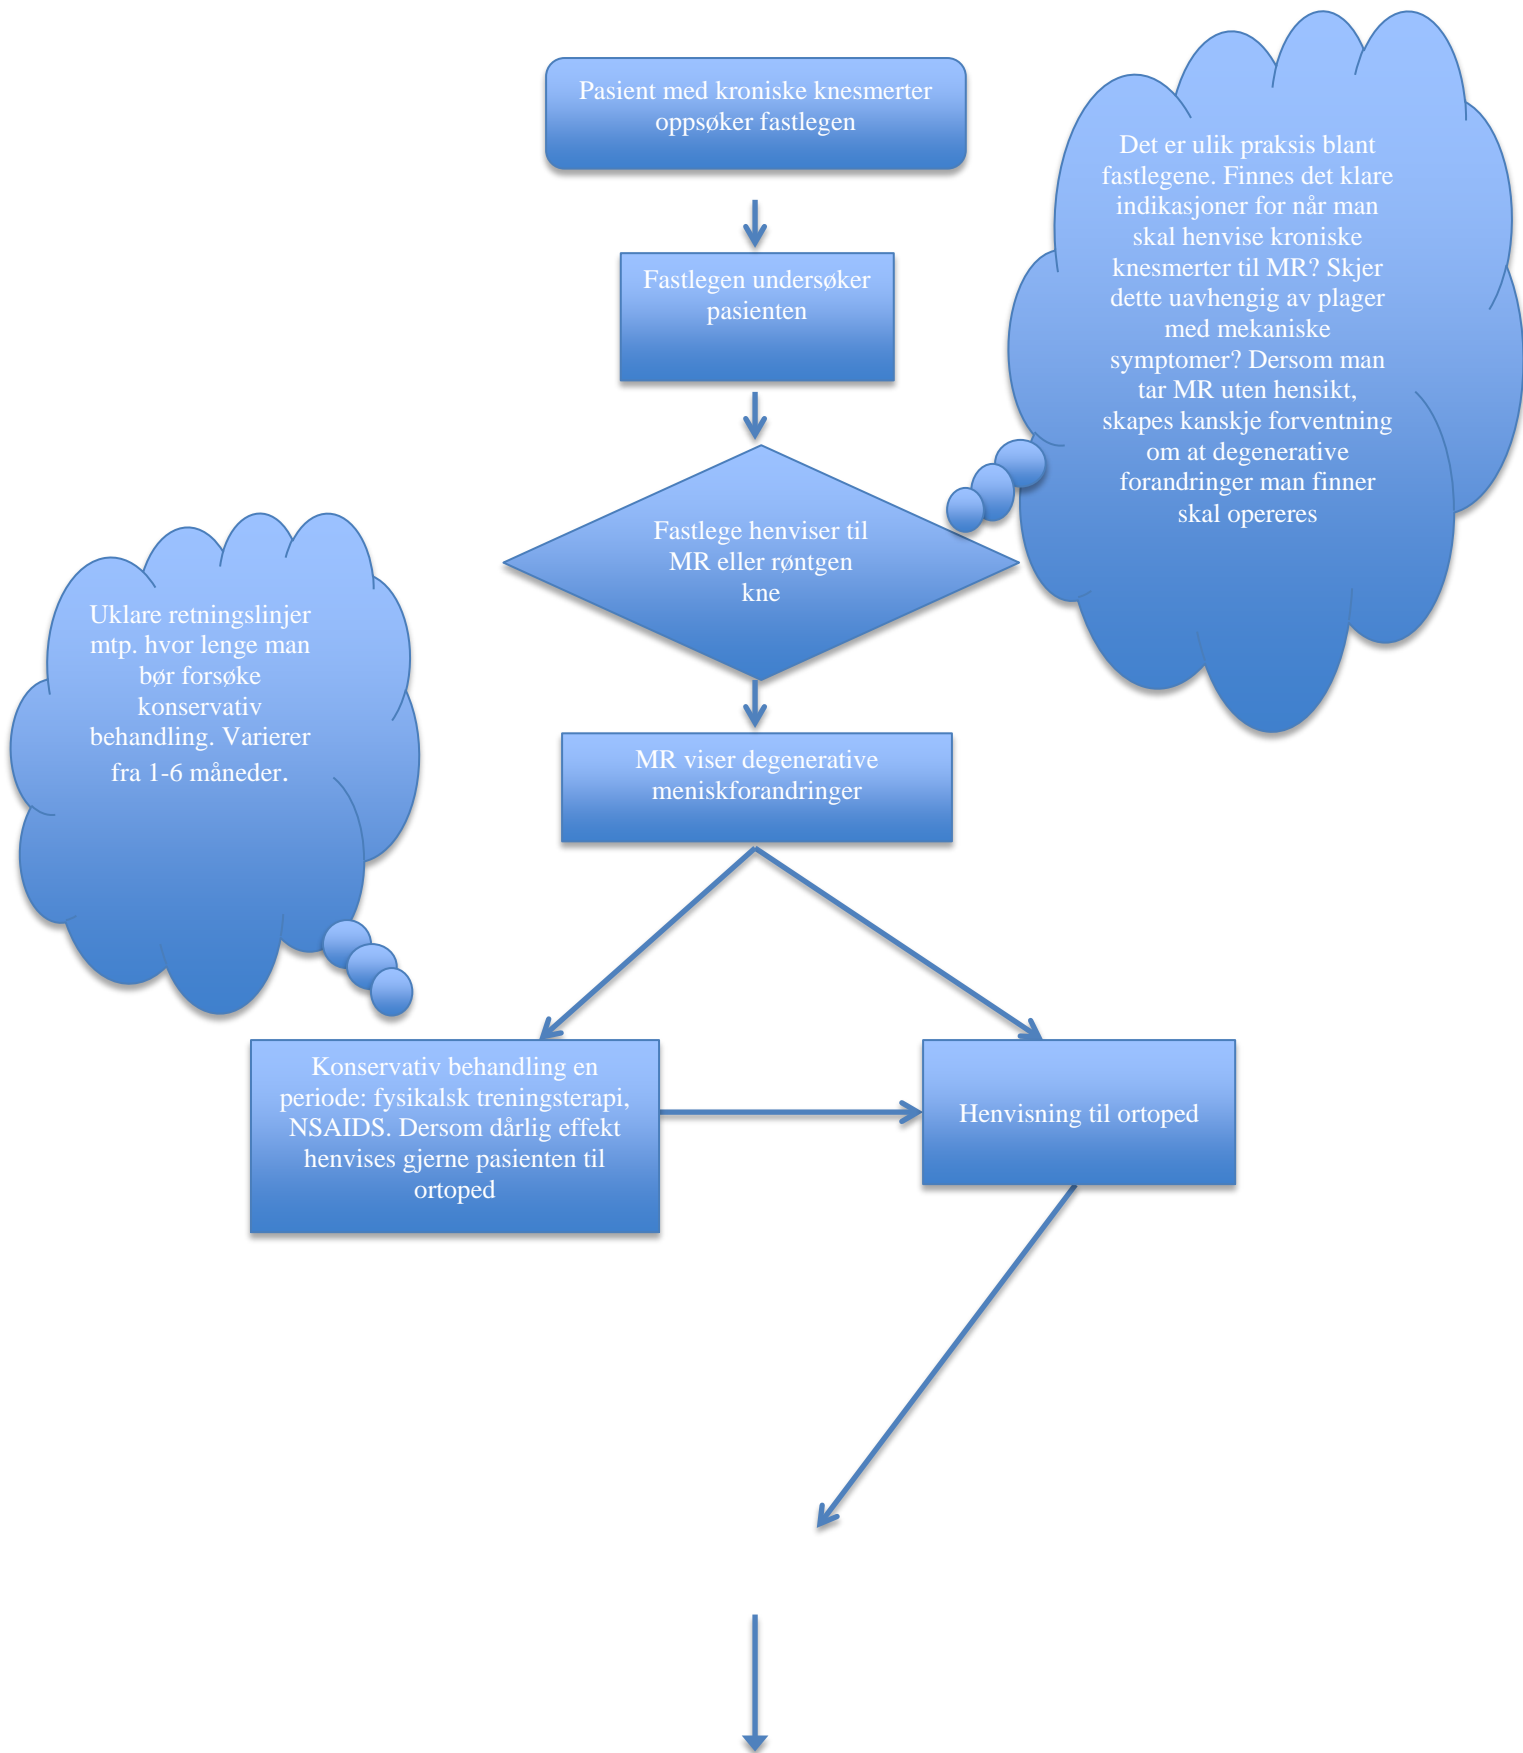 Pasient med kroniske knesmerter
oppsøker fastlegen
Det er ulik praksis blant
fastlegene. Finnes det klare
indikasjoner for når man
skal henvise kroniske
knesmerter til MR? Skjer
dette uavhengig av plager
med mekaniske
symptomer? Dersom man
tar MR uten hensikt,
skapes kanskje forventning
om at degenerative
forandringer man finner
skal opereres
Fastlegen undersøker
pasienten
Fastlege henviser til
MR eller røntgen
kne
Uklare retningslinjer
mtp. hvor lenge man
bør forsøke
konservativ
behandling. Varierer
fra 1-6 måneder.
MR viser degenerative
meniskforandringer
Konservativ behandling en
periode: fysikalsk treningsterapi,
NSAIDS. Dersom dårlig effekt
henvises gjerne pasienten til
ortoped
Henvisning til ortoped